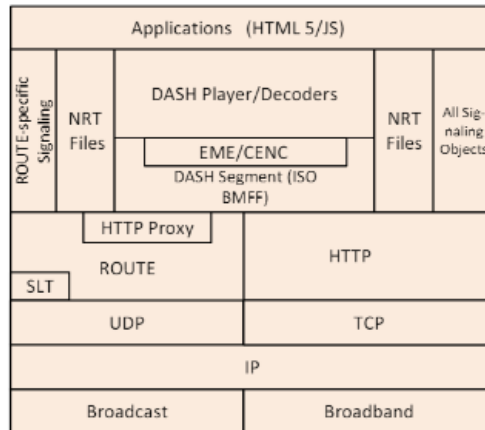 Applications (HTML 5/JS)
ROUTE-specific
Signaling
NRT
Files
DASH Player/Decoders
EME/CENC
DASH Segment (ISO
BMFF)
NRT
Files
All Sig-
naling
Objects
HTTP Proxy
ROUTE
SLT
HTTP
UDP
TCP
IP
Broadcast
Broadband